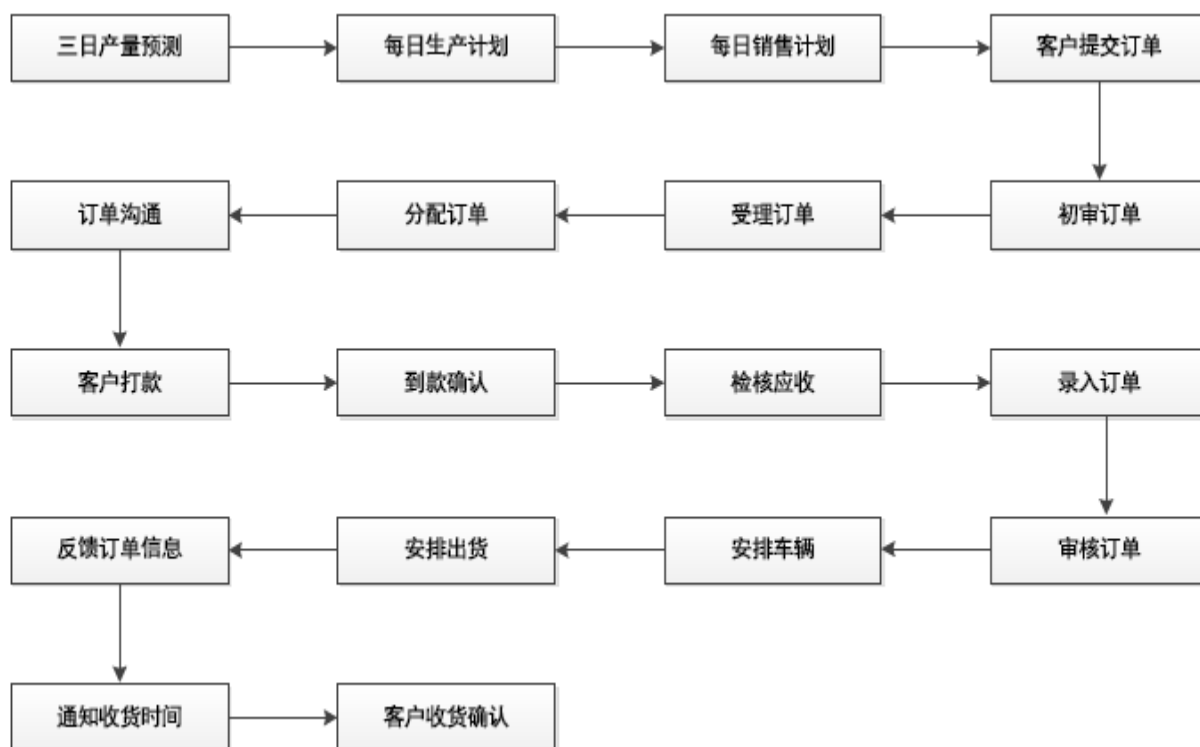 三日产量预测
每日生产计划
每日销售计划
客户提交订单
初审订单
受理订单
分配订单
订单沟通
客户打款
到款确认
检核应收
录入订单
审核订单
安排车辆
安排出货
反馈订单信息
通知收货时间
客户收货确认